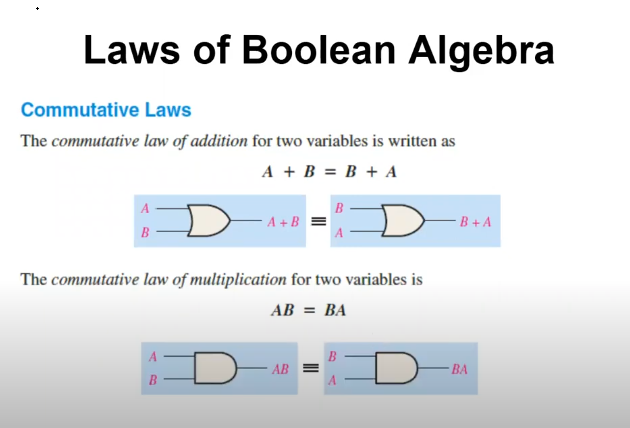 Laws of Boolean Algebra
Commutative Laws
The commutative law of addition for two variables is written as
A + B = B + A
A
B
A + B
≡
B
A
B + A
The commutative law of multiplication for two variables is
AB = BA
A
B
AB
≡
B
A
BA